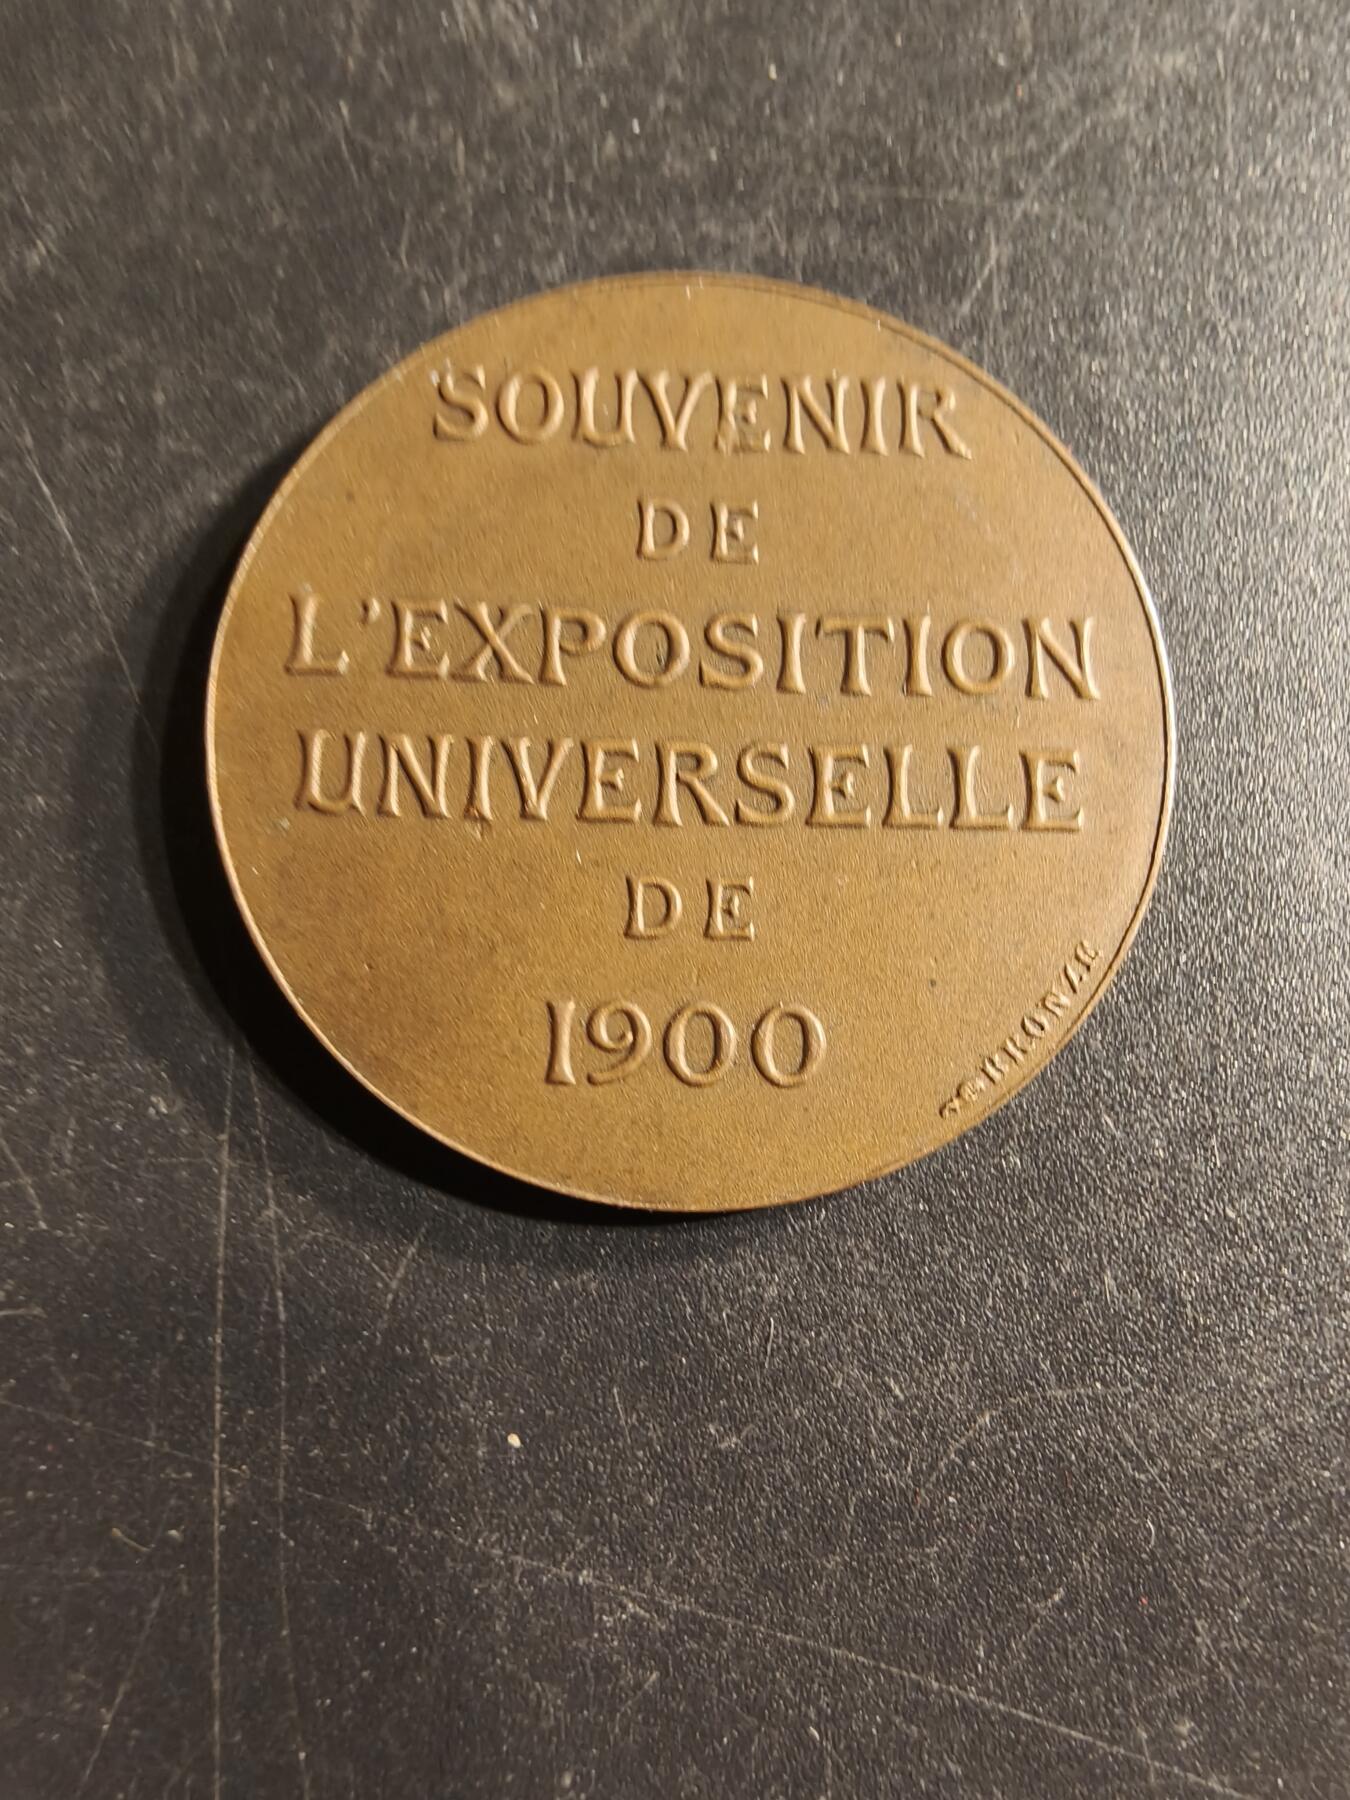 SOUVENIR
DE
L'EXPOSITION
UNIVERSELLE
DE
1900
BRONZE